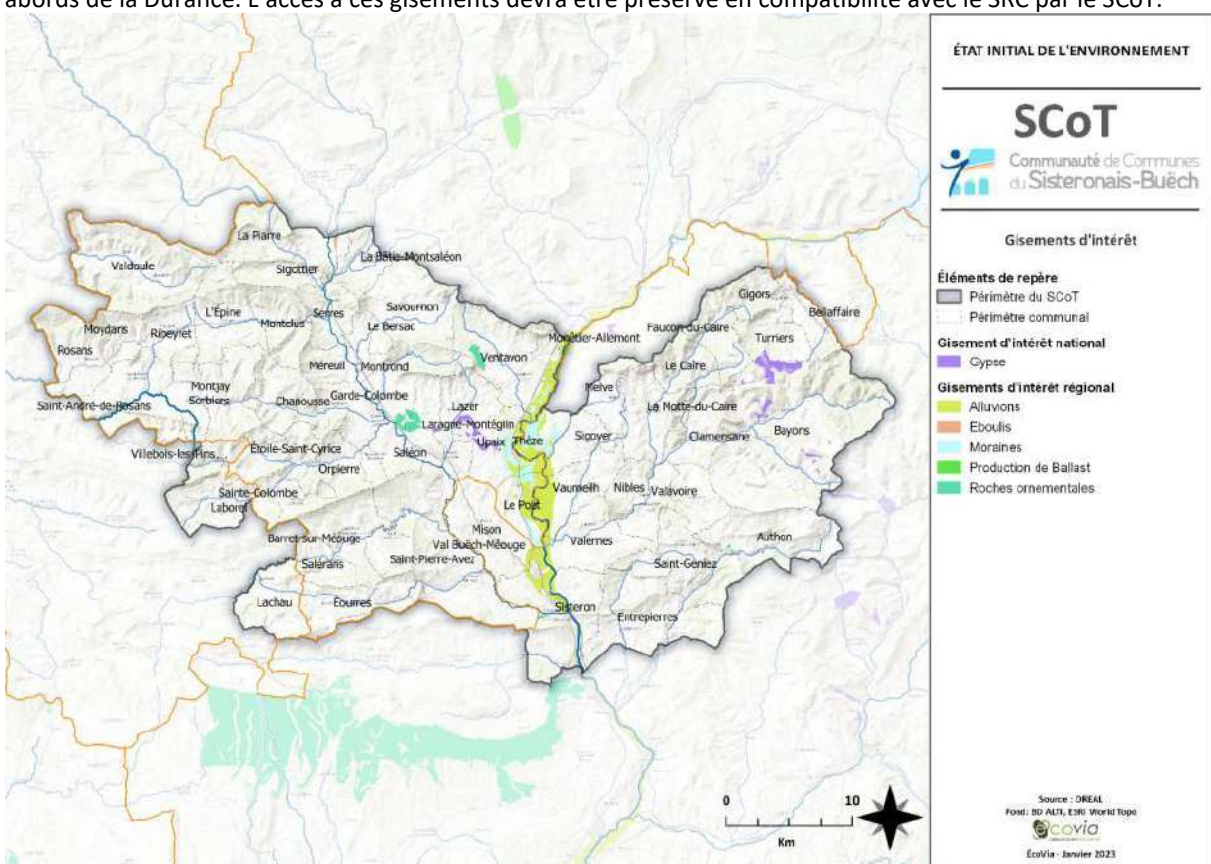 abords de la Durance. L'accès à ces gisements devra être préservé en compatibilité avec le SRC par le SCoT.
ÉTAT INITIAL DE L'ENVIRONNEMENT
SCoT
Communauté de Communes
du Sisteronais-Buëch
Gisements d'intérêt
Éléments de repère
Périmètre du SCoT
Périmètre communal
Gisement d'intérêt national
Gypse
Gisements d'intérêt régional
Alluvions
Eboulis
Moraines
Production de Ballast
Roches ornementales
La Piarre
Valdoule
Sigottier
La Bâtie-Montsaléon
Gigors
Bellaffaire
L'Épine
Savournon
Serres
Moydans
Ribeyret
Montclus
Le Bersac
Monêtier-Allemont
Faucon-du-Caire
Turriers
Rosans
Ventavon
Le Caire
Méreuil
Montrond
Melve
Montjay
Sorbiers
Chanousse
Garde-Colombe
Lazer
La Motte-du-Caire
Saint-André-de-Rosans
Laragne-Montéglin
Upaix
Thèze
Sigoyer
Clamensane
Bayons
Villebois-les-Pins
Étoile-Saint-Cyrice
Saléon
Orpierre
Sainte-Colombe
Laborel
Le Poët
Vaumeilh
Nibles
Valavoire
Mison
Barret-sur-Méouge
Val Buëch-Méouge
Valernes
Authon
Salérans
Saint-Pierre-Avez
Saint-Geniez
Lachau
Éourres
Sisteron
Entrepierres
0
10
Km
Source : DREAL
Fond: BD ALTI, ESRI World Topo
écovia
ÉcoVia - Janvier 2023